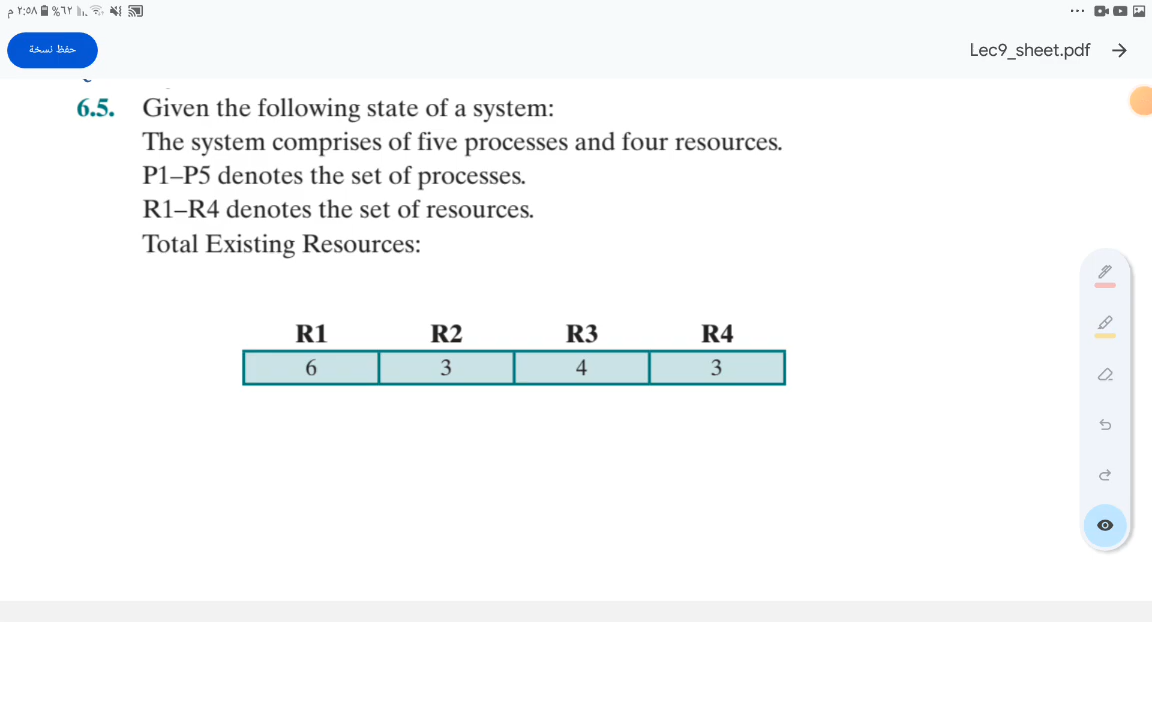 م ٢:٥٨ %٦٢
حفظ نسخة
Lec9_sheet.pdf
6.5. Given the following state of a system:
The system comprises of five processes and four resources.
P1–P5 denotes the set of processes.
R1–R4 denotes the set of resources.
Total Existing Resources:
R1 R2 R3 R4
6 3 4 3